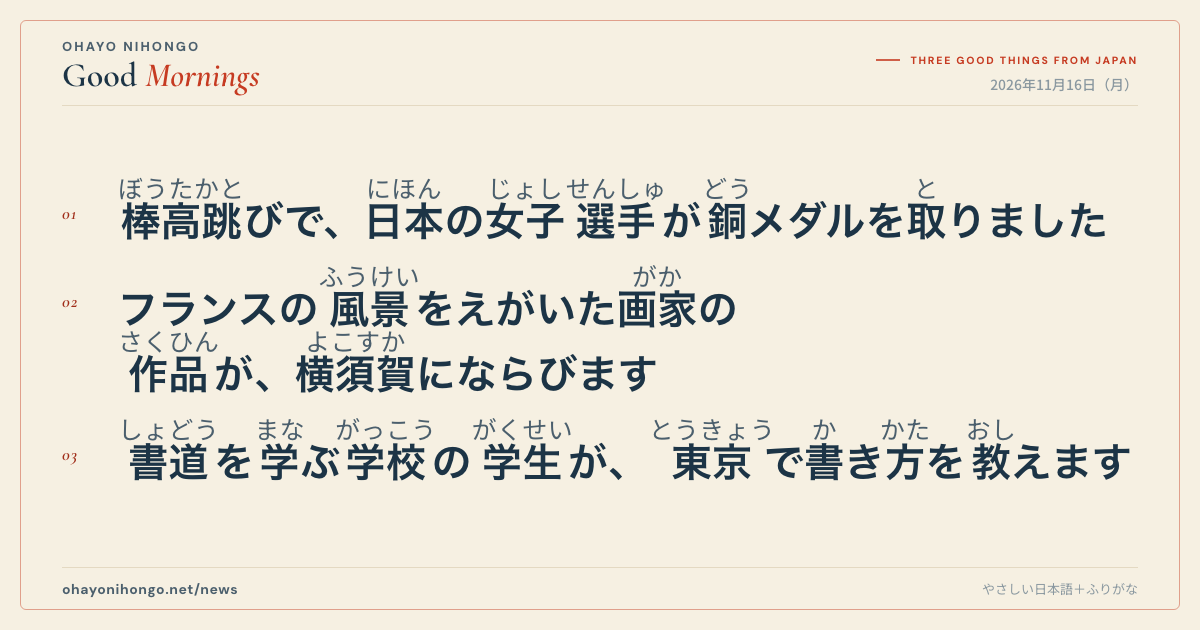 OHAYO NIHONGO
Good Mornings
THREE GOOD THINGS FROM JAPAN
2026年11月16日（月）
ぼうたかと にほん じょし せんしゅ どう と
01 棒高跳びで、日本の女子選手が銅メダルを取りました
ふうけい がか
02 フランスの風景をえがいた画家の
さくひん よこすか
作品が、横須賀にならびます
しょどう まな がっこう がくせい とうきょう か かた おし
03 書道を学ぶ学校の学生が、東京で書き方を教えます
ohayonihongo.net/news
やさしい日本語＋ふりがな